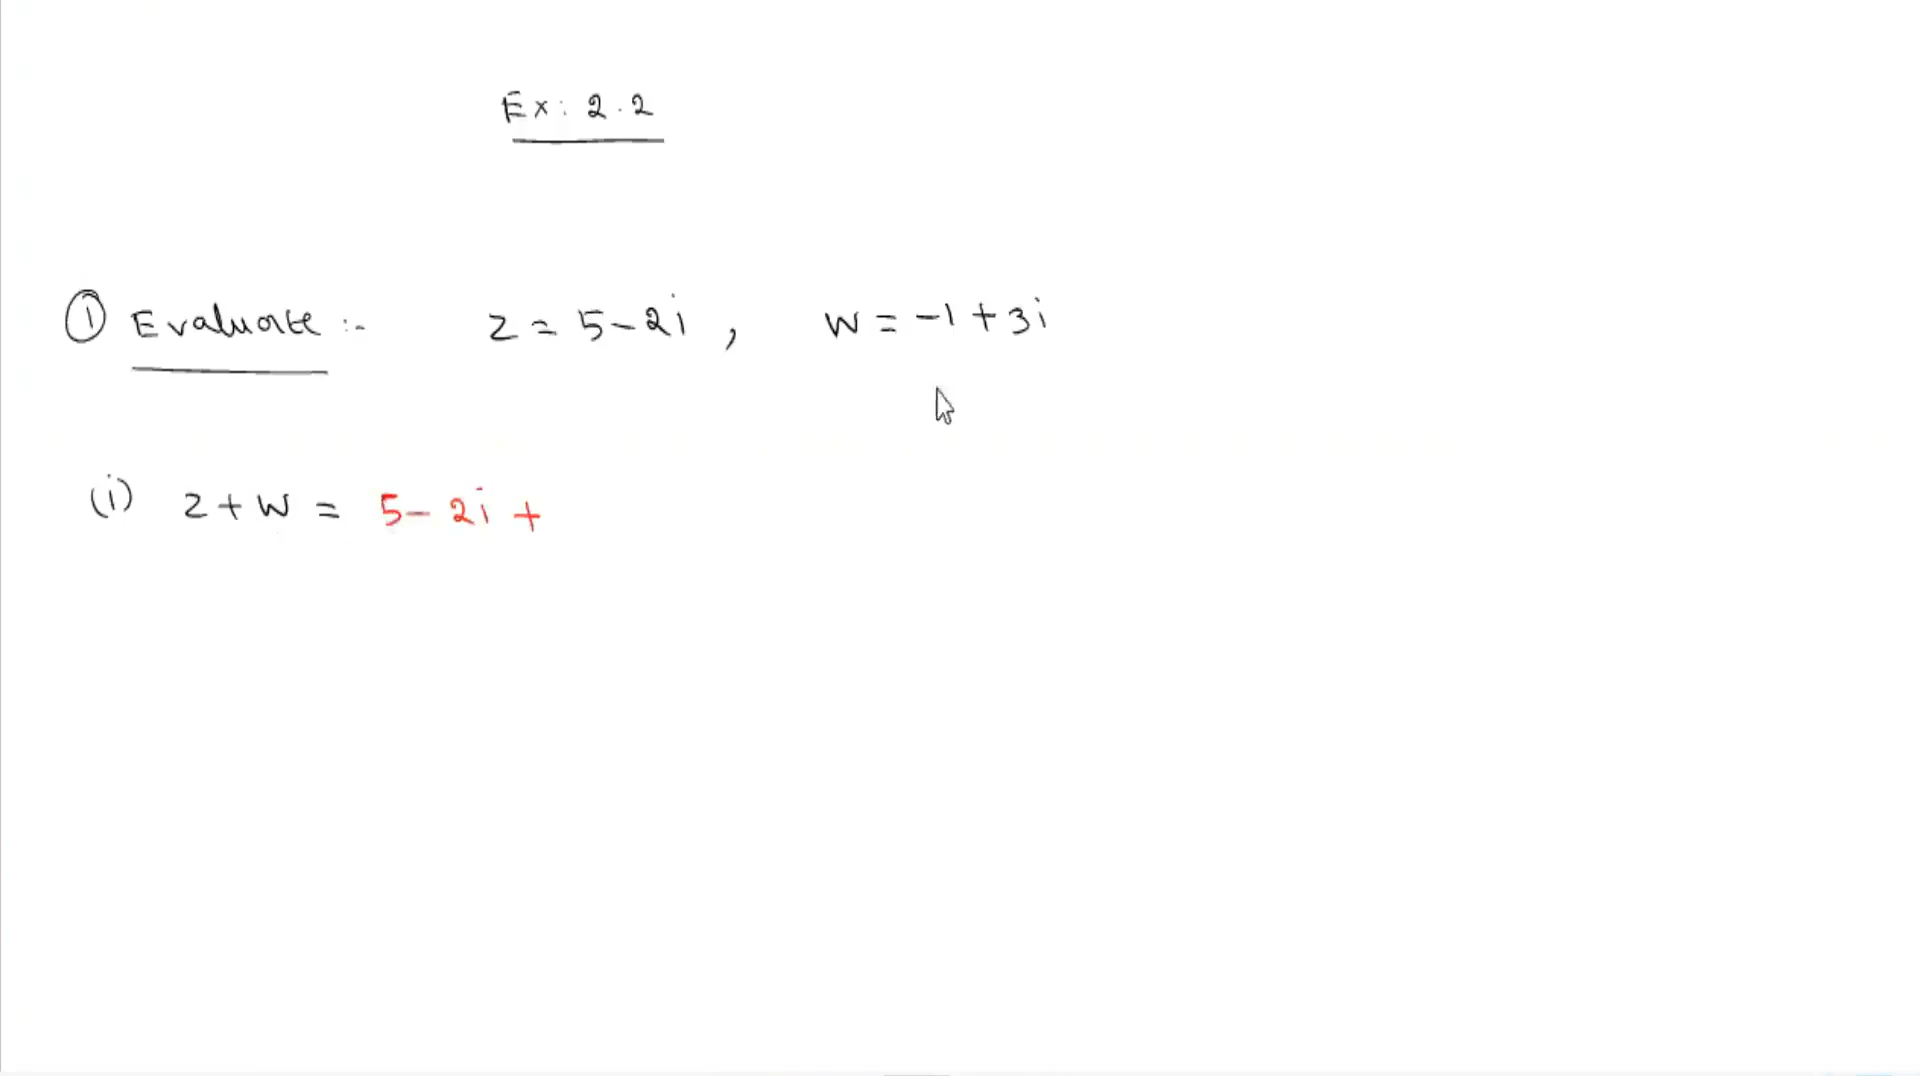 Ex: 2.2
① Evaluate :- z = 5-2i , w = -1+3i
(i) z+w = 5-2i +